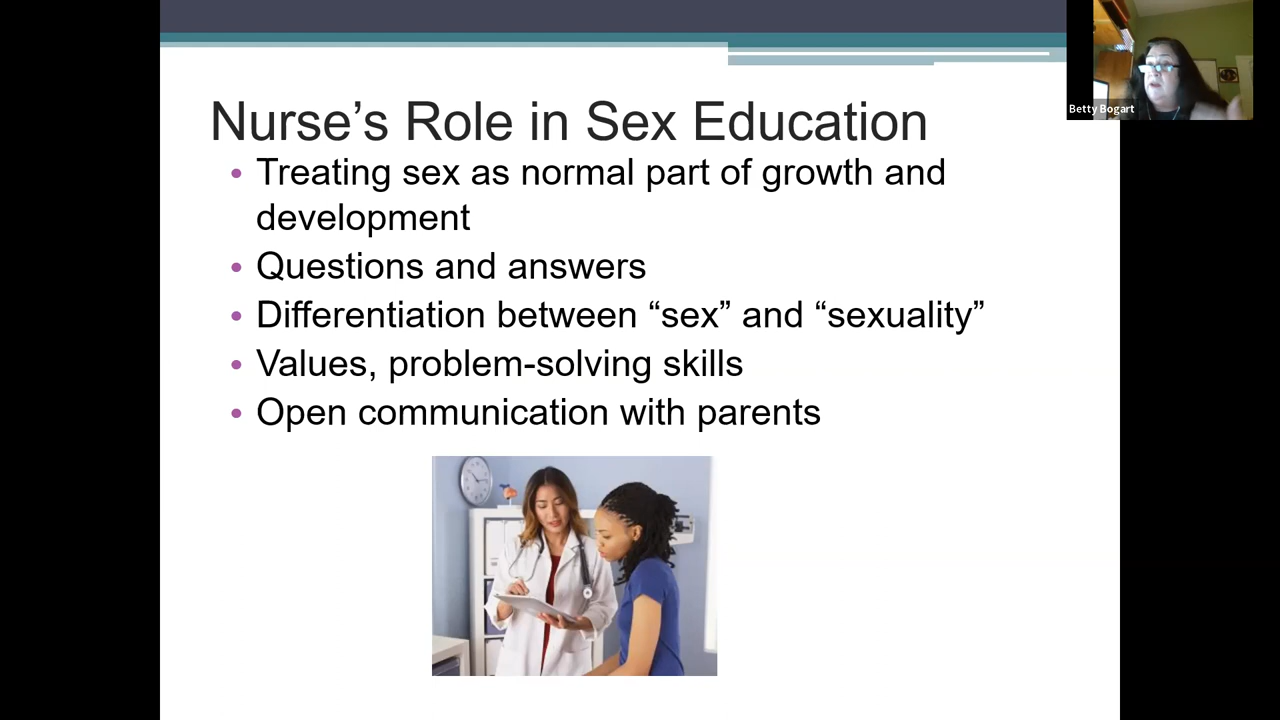 Nurse’s Role in Sex Education
• Treating sex as normal part of growth and
development
• Questions and answers
• Differentiation between “sex” and “sexuality”
• Values, problem-solving skills
• Open communication with parents
Betty Bogart